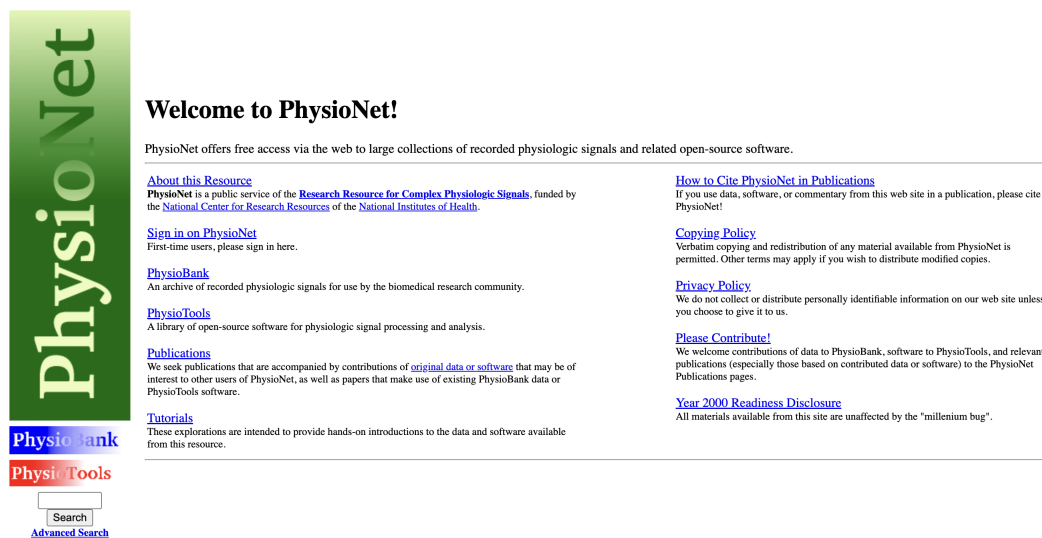 PhysioNet
Welcome to PhysioNet!
PhysioNet offers free access via the web to large collections of recorded physiologic signals and related open-source software.
About this Resource
PhysioNet is a public service of the Research Resource for Complex Physiologic Signals, funded by
the National Center for Research Resources of the National Institutes of Health.
Sign in on PhysioNet
First-time users, please sign in here.
PhysioBank
An archive of recorded physiologic signals for use by the biomedical research community.
PhysioTools
A library of open-source software for physiologic signal processing and analysis.
Publications
We seek publications that are accompanied by contributions of original data or software that may be of
interest to other users of PhysioNet, as well as papers that make use of existing PhysioBank data or
PhysioTools software.
Tutorials
These explorations are intended to provide hands-on introductions to the data and software available
from this resource.
How to Cite PhysioNet in Publications
If you use data, software, or commentary from this web site in a publication, please cite
PhysioNet!
Copying Policy
Verbatim copying and redistribution of any material available from PhysioNet is
permitted. Other terms may apply if you wish to distribute modified copies.
Privacy Policy
We do not collect or distribute personally identifiable information on our web site unless
you choose to give it to us.
Please Contribute!
We welcome contributions of data to PhysioBank, software to PhysioTools, and relevant
publications (especially those based on contributed data or software) to the PhysioNet
Publications pages.
Year 2000 Readiness Disclosure
All materials available from this site are unaffected by the "millenium bug".
PhysioBank
PhysioTools
Search
Advanced Search